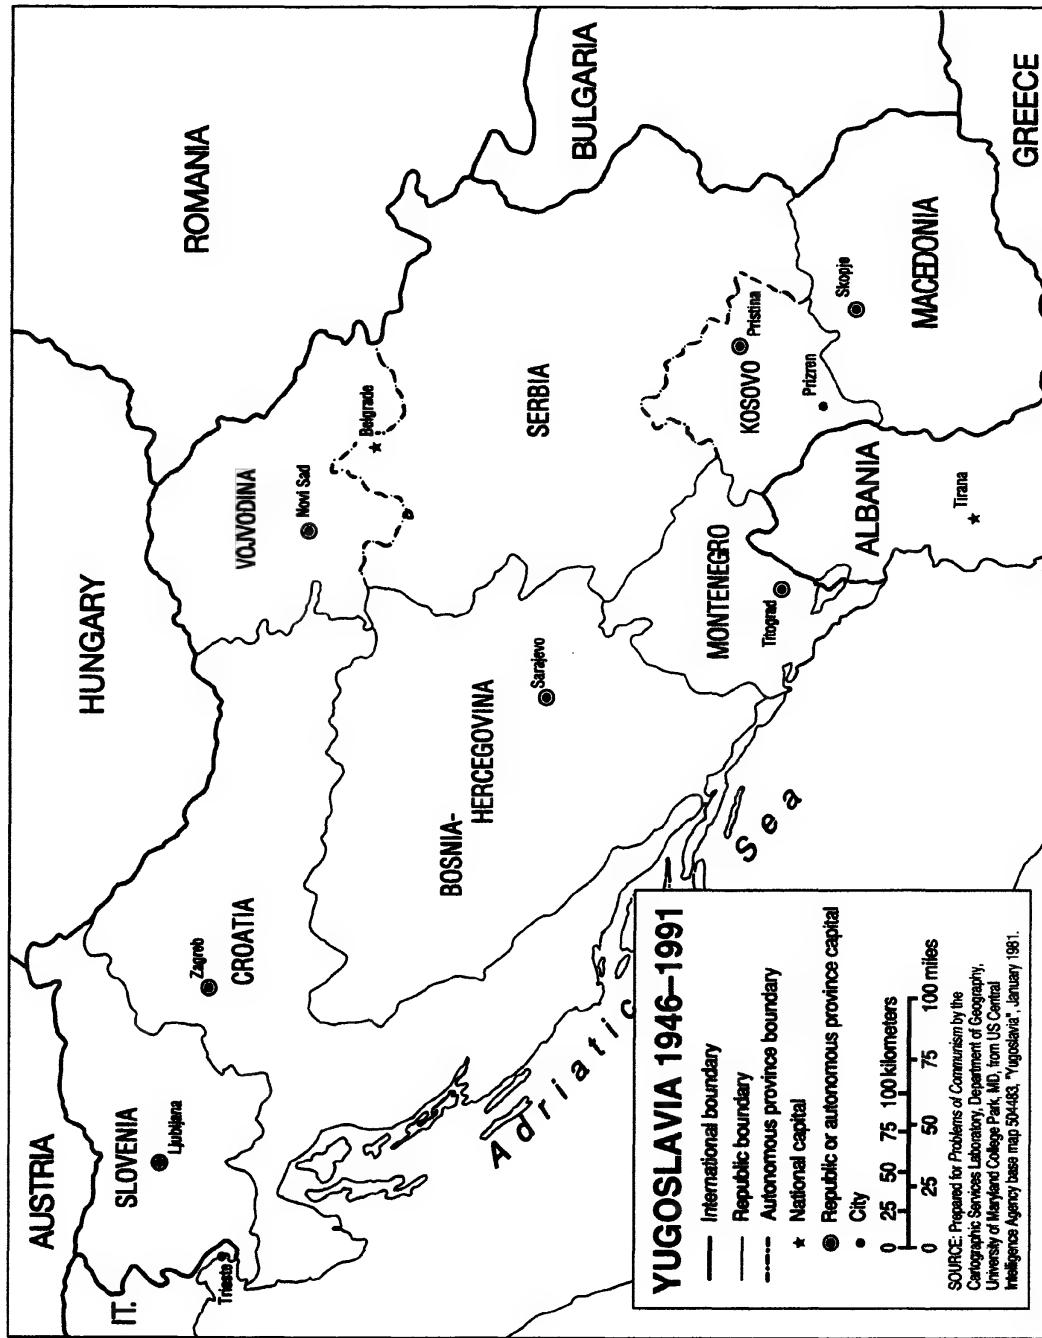 AUSTRIA
HUNGARY
ROMANIA
IT.
SLOVENIA
Ljubljana
Trieste
Zagreb
CROATIA
VOJVODINA
Novi Sad
Belgrade
BOSNIA-
HERCEGOVINA
Sarajevo
SERBIA
BULGARIA
MONTENEGRO
Titograd
KOSOVO
Pristina
Prizren
Skopje
MACEDONIA
ALBANIA
Tirana
GREECE
Adriatic
Sea
YUGOSLAVIA 1946–1991
International boundary
Republic boundary
Autonomous province boundary
National capital
Republic or autonomous province capital
City
0 25 50 75 100 kilometers
0 25 50 75 100 miles
SOURCE: Prepared for Problems of Communism by the
Cartographic Services Laboratory, Department of Geography,
University of Maryland College Park, MD, from US Central
Intelligence Agency base map 504483, "Yugoslavia", January 1981.